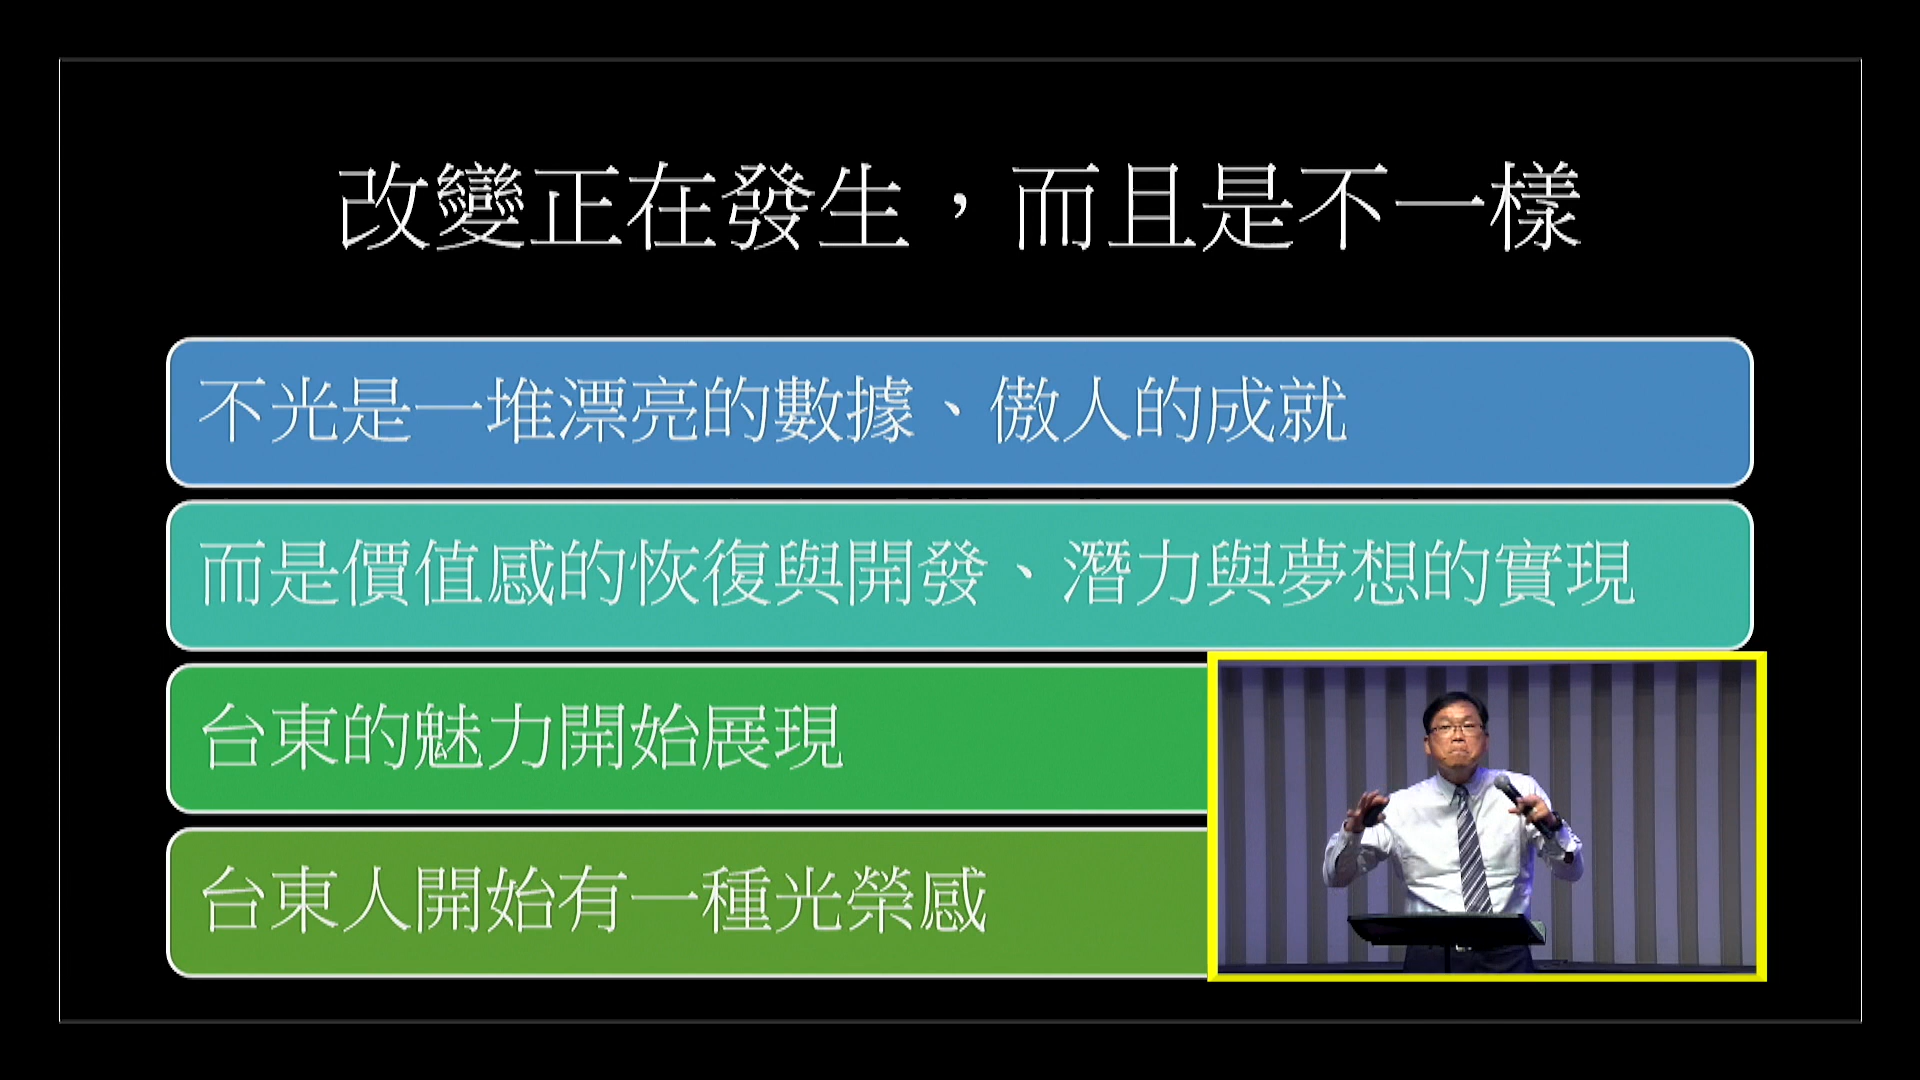 改變正在發生，而且是不一樣
不光是一堆漂亮的數據、傲人的成就
而是價值感的恢復與開發、潛力與夢想的實現
台東的魅力開始展現
台東人開始有一種光榮感